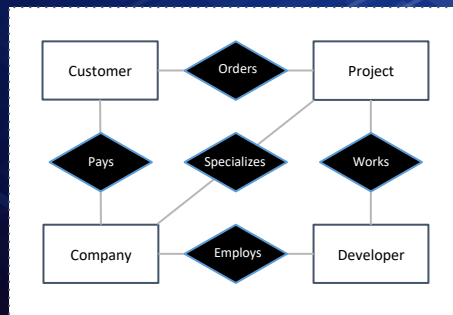 Customer
Orders
Project
Pays
Specializes
Works
Company
Employs
Developer